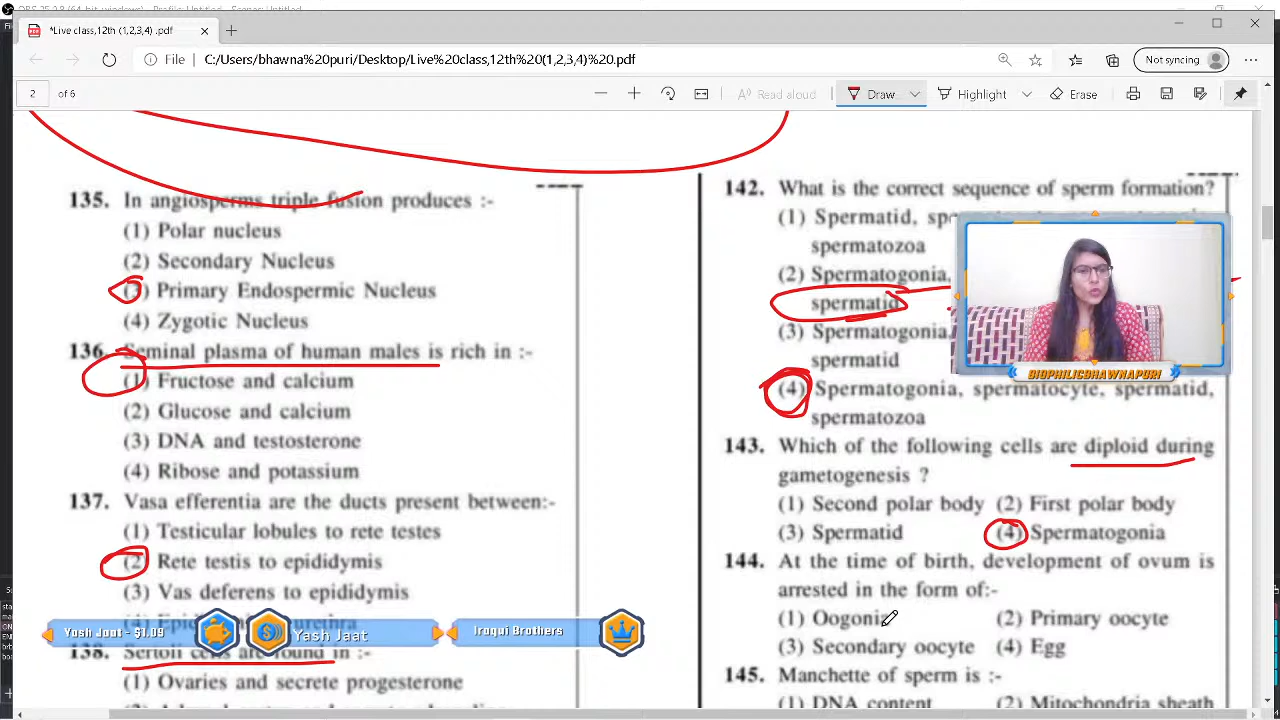 *Live class,12th (1,2,3,4) .pdf
File
C:/Users/bhawna%20puri/Desktop/Live%20class,12th%20(1,2,3,4)%20.pdf
Not syncing
2 of 6
Read aloud
Draw
Highlight
Erase
135. In angiosperms triple fusion produces :-
(1) Polar nucleus
(2) Secondary Nucleus
(3) Primary Endospermic Nucleus
(4) Zygotic Nucleus
136. Seminal plasma of human males is rich in :-
(1) Fructose and calcium
(2) Glucose and calcium
(3) DNA and testosterone
(4) Ribose and potassium
137. Vasa efferentia are the ducts present between:-
(1) Testicular lobules to rete testes
(2) Rete testis to epididymis
(3) Vas deferens to epididymis
Yash Jaat - $1.09
Yash Jaat
Iraqui Brothers
138. Sertoli cells are found in :-
(1) Ovaries and secrete progesterone
142. What is the correct sequence of sperm formation?
(1) Spermatid,
spermatozoa
(2) Spermatogonia,
spermatid
(3) Spermatogonia,
spermatid
(4) Spermatogonia, spermatocyte, spermatid,
spermatozoa
BIOPHILICBHAWNAPURI
143. Which of the following cells are diploid during
gametogenesis ?
(1) Second polar body (2) First polar body
(3) Spermatid (4) Spermatogonia
144. At the time of birth, development of ovum is
arrested in the form of:-
(1) Oogonia (2) Primary oocyte
(3) Secondary oocyte (4) Egg
145. Manchette of sperm is :-
(1) DNA content (2) Mitochondria sheath